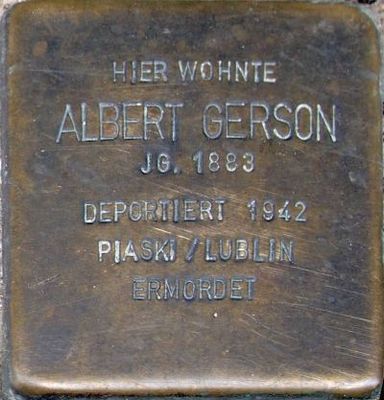 HIER WOHNTE
ALBERT GERSON
JG. 1883
DEPORTIERT 1942
PIASKI / LUBLIN
ERMORDET